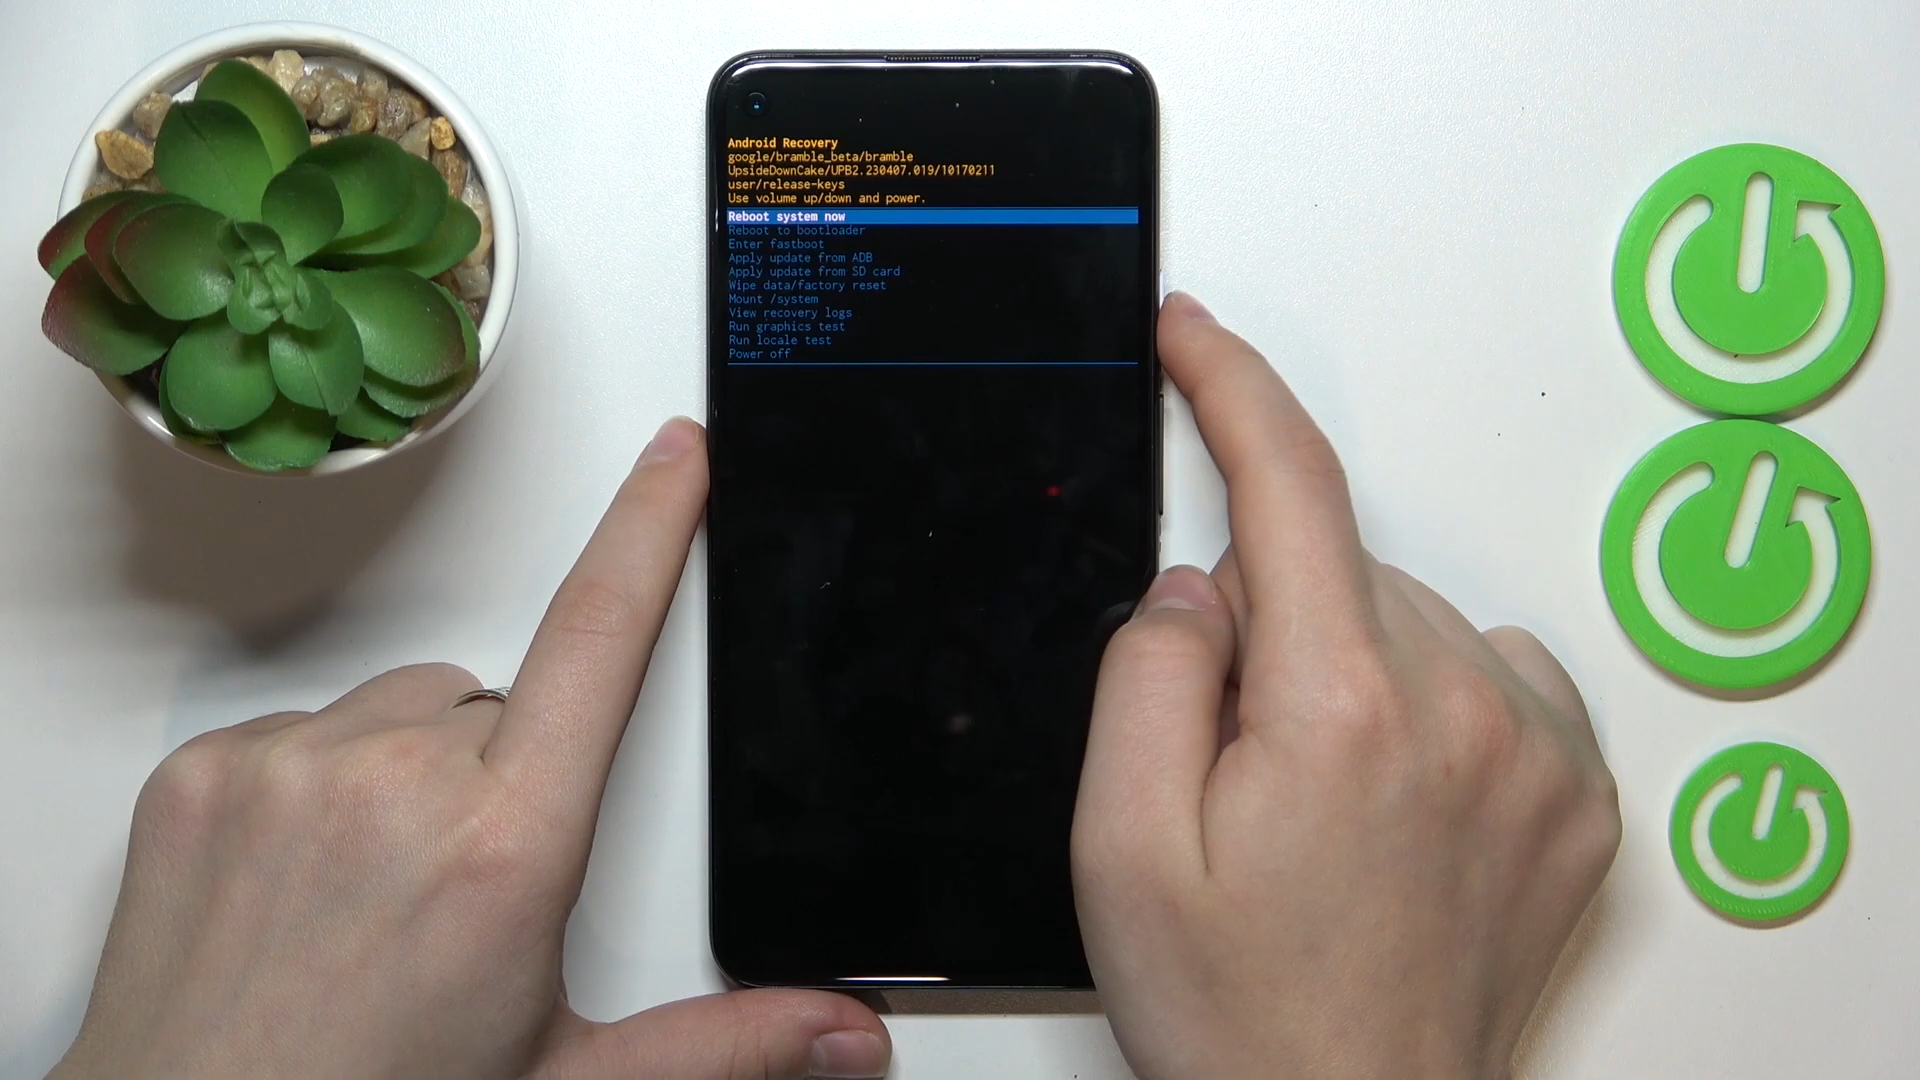 Android Recovery
google/bramble_beta/bramble
UpsideDownCake/UPB2.230407.019/10170211
user/release-keys
Use volume up/down and power.
Reboot system now
Reboot to bootloader
Enter fastboot
Apply update from ADB
Apply update from SD card
Wipe data/factory reset
Mount /system
View recovery logs
Run graphics test
Run locale test
Power off